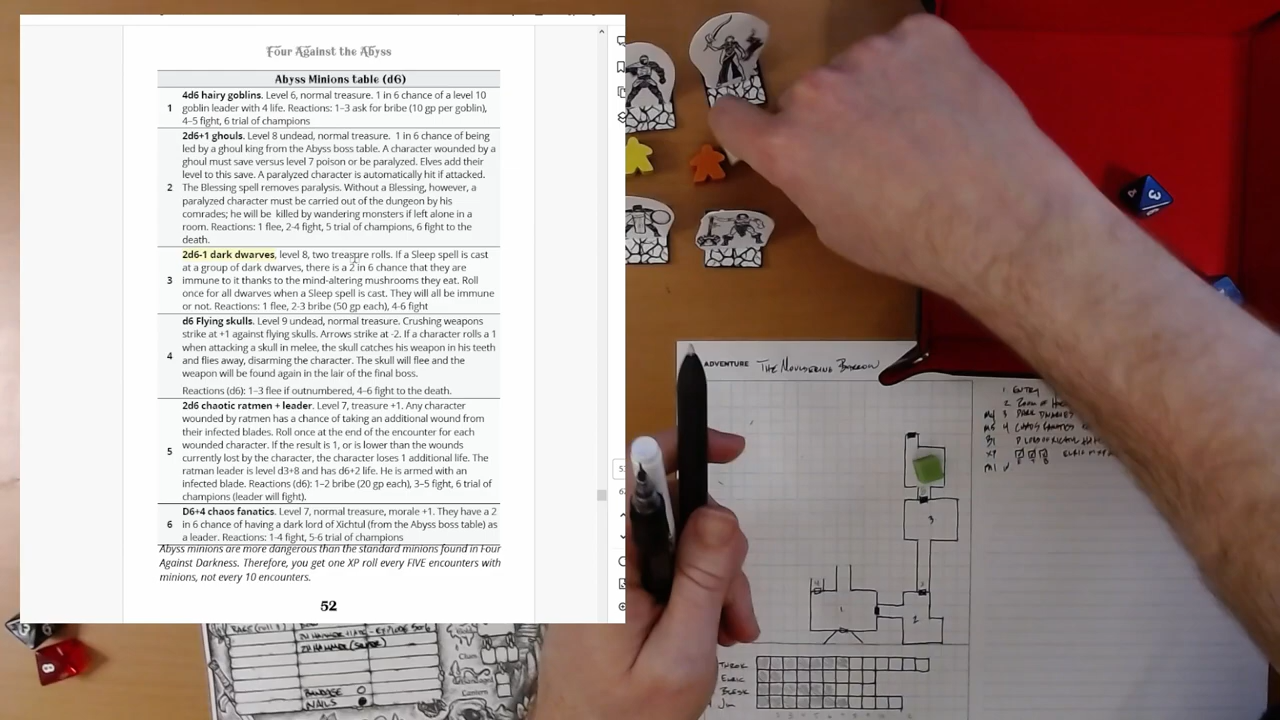 Four Against the Abyss
Abyss Minions table (d6)
4d6 hairy goblins. Level 6, normal treasure. 1 in 6 chance of a level 10
1 goblin leader with 4 life. Reactions: 1–3 ask for bribe (10 gp per goblin),
4–5 fight, 6 trial of champions
2d6+1 ghouls. Level 8 undead, normal treasure. 1 in 6 chance of being
led by a ghoul king from the Abyss boss table. A character wounded by a
ghoul must save versus level 7 poison or be paralyzed. Elves add their
level to this save. A paralyzed character is automatically hit if attacked.
2 The Blessing spell removes paralysis. Without a Blessing, however, a
paralyzed character must be carried out of the dungeon by his
comrades; he will be killed by wandering monsters if left alone in a
room. Reactions: 1 flee, 2-4 fight, 5 trial of champions, 6 fight to the
death.
2d6-1 dark dwarves, level 8, two treasure rolls. If a Sleep spell is cast
at a group of dark dwarves, there is a 2 in 6 chance that they are
3 immune to it thanks to the mind-altering mushrooms they eat. Roll
once for all dwarves when a Sleep spell is cast. They will all be immune
or not. Reactions: 1 flee, 2-3 bribe (50 gp each), 4-6 fight
d6 Flying skulls. Level 9 undead, normal treasure. Crushing weapons
strike at +1 against flying skulls. Arrows strike at -2. If a character rolls a 1
4 when attacking a skull in melee, the skull catches his weapon in his teeth
and flies away, disarming the character. The skull will flee and the
weapon will be found again in the lair of the final boss.
Reactions (d6): 1–3 flee if outnumbered, 4-6 fight to the death.
2d6 chaotic ratmen + leader. Level 7, treasure +1. Any character
wounded by ratmen has a chance of taking an additional wound from
their infected blades. Roll once at the end of the encounter for each
5 wounded character. If the result is 1, or is lower than the wounds
currently lost by the character, the character loses 1 additional life. The
ratman leader is level d3+8 and has d6+2 life. He is armed with an
infected blade. Reactions (d6): 1–2 bribe (20 gp each), 3–5 fight, 6 trial of
champions (leader will fight).
D6+4 chaos fanatics. Level 7, normal treasure, morale +1. They have a 2
6 in 6 chance of having a dark lord of Xichtul (from the Abyss boss table) as
a leader. Reactions: 1-4 fight, 5-6 trial of champions
Abyss minions are more dangerous than the standard minions found in Four
Against Darkness. Therefore, you get one XP roll every FIVE encounters with
minions, not every 10 encounters.
52
ADVENTURE THE MOULDERING BARROW
1 ENTRY
3 DARK DWARVES
4 CHAOS FANATICS
XP
1
2
3
THROK
ELRIC
BANDAGE
NAILS
3
8